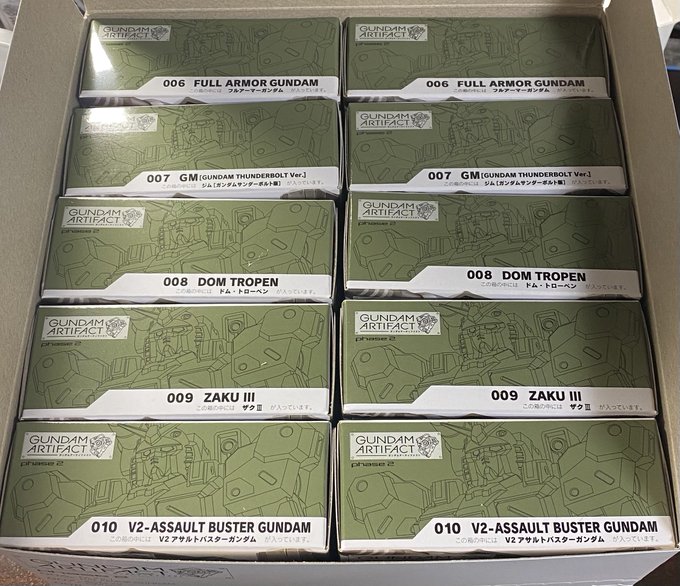 GUNDAM
ARTIFACT
phase 2
006 FULL ARMOR GUNDAM
この箱の中には フルアーマーガンダム が入っています。
GUNDAM
ARTIFACT
phase 2
006 FULL ARMOR GUNDAM
この箱の中には フルアーマーガンダム が入っています。
GUNDAM
ARTIFACT
007 GM[GUNDAM THUNDERBOLT Ver.]
この箱の中には ジム[ガンダムサンダーボルト版] が入っています。
GUNDAM
ARTIFACT
007 GM[GUNDAM THUNDERBOLT Ver.]
この箱の中には ジム[ガンダムサンダーボルト版] が入っています。
GUNDAM
ARTIFACT
phase 2
008 DOM TROPEN
この箱の中には ドム・トローペン が入っています。
GUNDAM
ARTIFACT
phase 2
008 DOM TROPEN
この箱の中には ドム・トローペン が入っています。
GUNDAM
ARTIFACT
phase 2
009 ZAKU III
この箱の中には ザクⅢ が入っています。
GUNDAM
ARTIFACT
phase 2
009 ZAKU III
この箱の中には ザクⅢ が入っています。
GUNDAM
ARTIFACT
phase 2
010 V2-ASSAULT BUSTER GUNDAM
この箱の中には V2アサルトバスターガンダム が入っています。
GUNDAM
ARTIFACT
phase 2
010 V2-ASSAULT BUSTER GUNDAM
この箱の中には V2アサルトバスターガンダム が入っています。